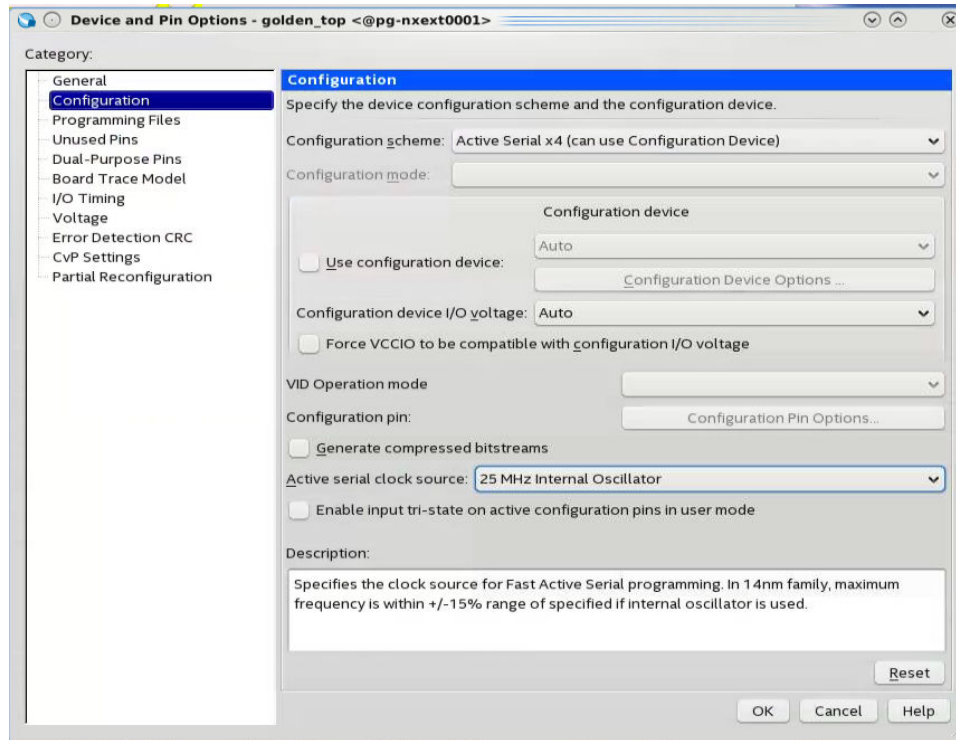 Device and Pin Options - golden_top <@pg-nxext0001>
Category:
General
Configuration
Programming Files
Unused Pins
Dual-Purpose Pins
Board Trace Model
I/O Timing
Voltage
Error Detection CRC
CvP Settings
Partial Reconfiguration
Configuration
Specify the device configuration scheme and the configuration device.
Configuration scheme: Active Serial x4 (can use Configuration Device)
Configuration mode:
Configuration device
Auto
Use configuration device:
Configuration Device Options ...
Configuration device I/O voltage: Auto
Force VCCIO to be compatible with configuration I/O voltage
VID Operation mode
Configuration pin: Configuration Pin Options...
Generate compressed bitstreams
Active serial clock source: 25 MHz Internal Oscillator
Enable input tri-state on active configuration pins in user mode
Description:
Specifies the clock source for Fast Active Serial programming. In 14nm family, maximum
frequency is within +/-15% range of specified if internal oscillator is used.
Reset
OK Cancel Help